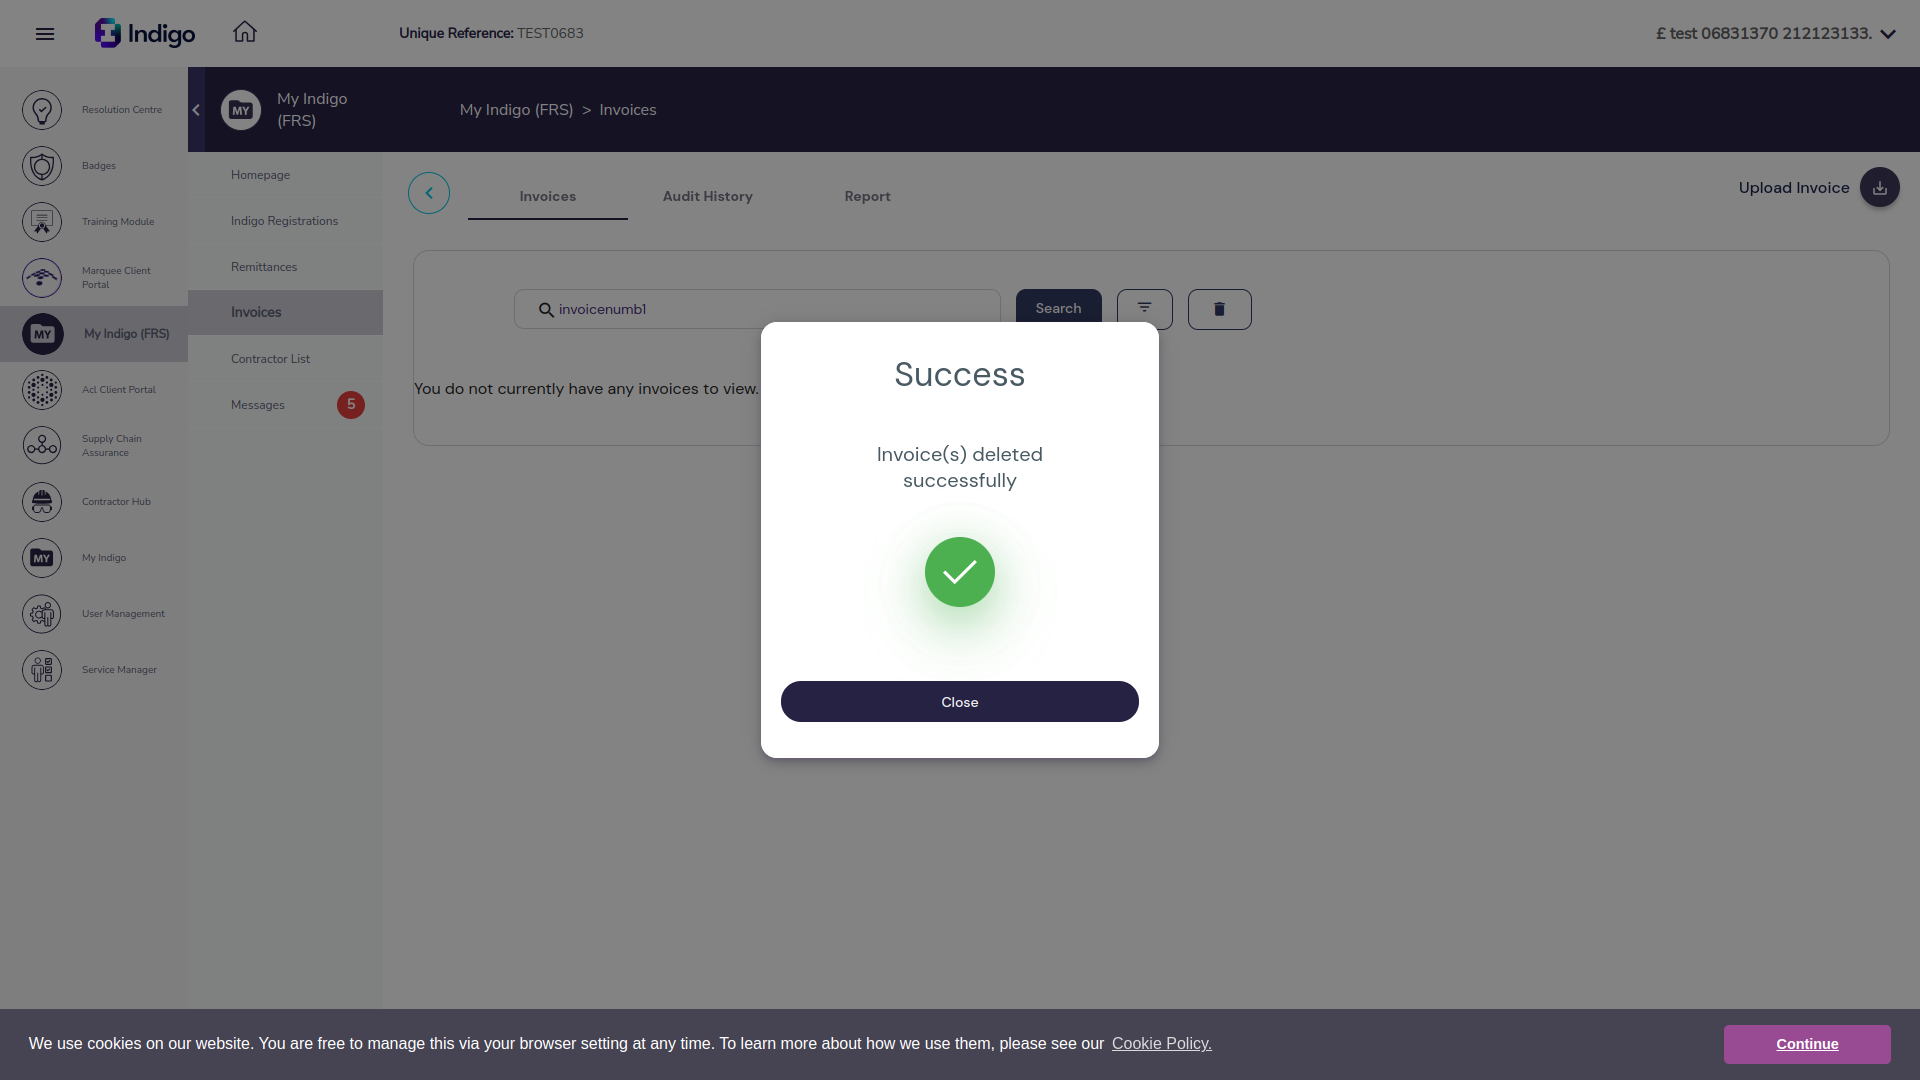 Indigo
Unique Reference: TEST0683
£ test 06831370 212123133.
Resolution Centre
Badges
Training Module
Marquee Client
Portal
MY
My Indigo (FRS)
Acl Client Portal
Supply Chain
Assurance
Contractor Hub
MY
My Indigo
User Management
Service Manager
MY
My Indigo
(FRS)
My Indigo (FRS) > Invoices
Homepage
Indigo Registrations
Remittances
Invoices
Contractor List
Messages
5
Invoices
Audit History
Report
Upload Invoice
invoicenumb1
Search
You do not currently have any invoices to view.
Success
Invoice(s) deleted
successfully
Close
We use cookies on our website. You are free to manage this via your browser setting at any time. To learn more about how we use them, please see our Cookie Policy.
Continue